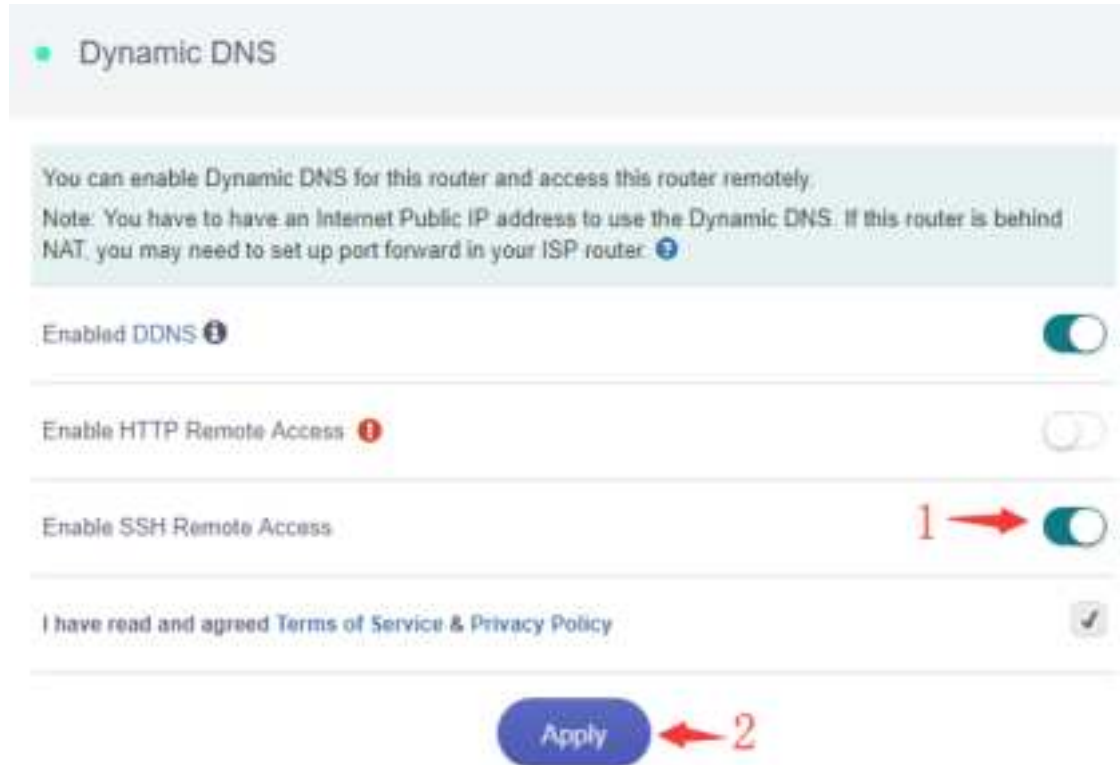 Dynamic DNS
You can enable Dynamic DNS for this router and access this router remotely.
Note: You have to have an Internet Public IP address to use the Dynamic DNS. If this router is behind
NAT, you may need to set up port forward in your ISP router.
Enabled DDNS
Enable HTTP Remote Access
Enable SSH Remote Access
1
I have read and agreed Terms of Service & Privacy Policy
Apply
2